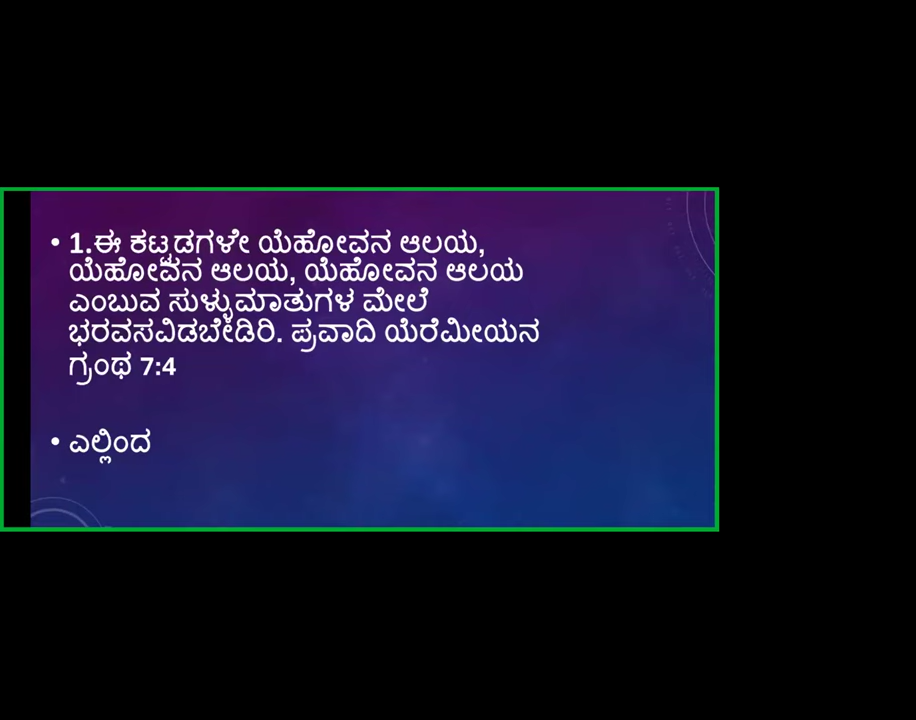 • 1.ಈ ಕಟ್ಟಡಗಳೇ ಯೆಹೋವನ ಆಲಯ,
ಯೆಹೋವನ ಆಲಯ, ಯೆಹೋವನ ಆಲಯ
ಎಂಬುವ ಸುಳ್ಳುಮಾತುಗಳ ಮೇಲೆ
ಭರವಸವಿಡಬೇಡಿರಿ. ಪ್ರವಾದಿ ಯೆರೆಮೀಯನ
ಗ್ರಂಥ 7:4
• ಎಲ್ಲಿಂದ